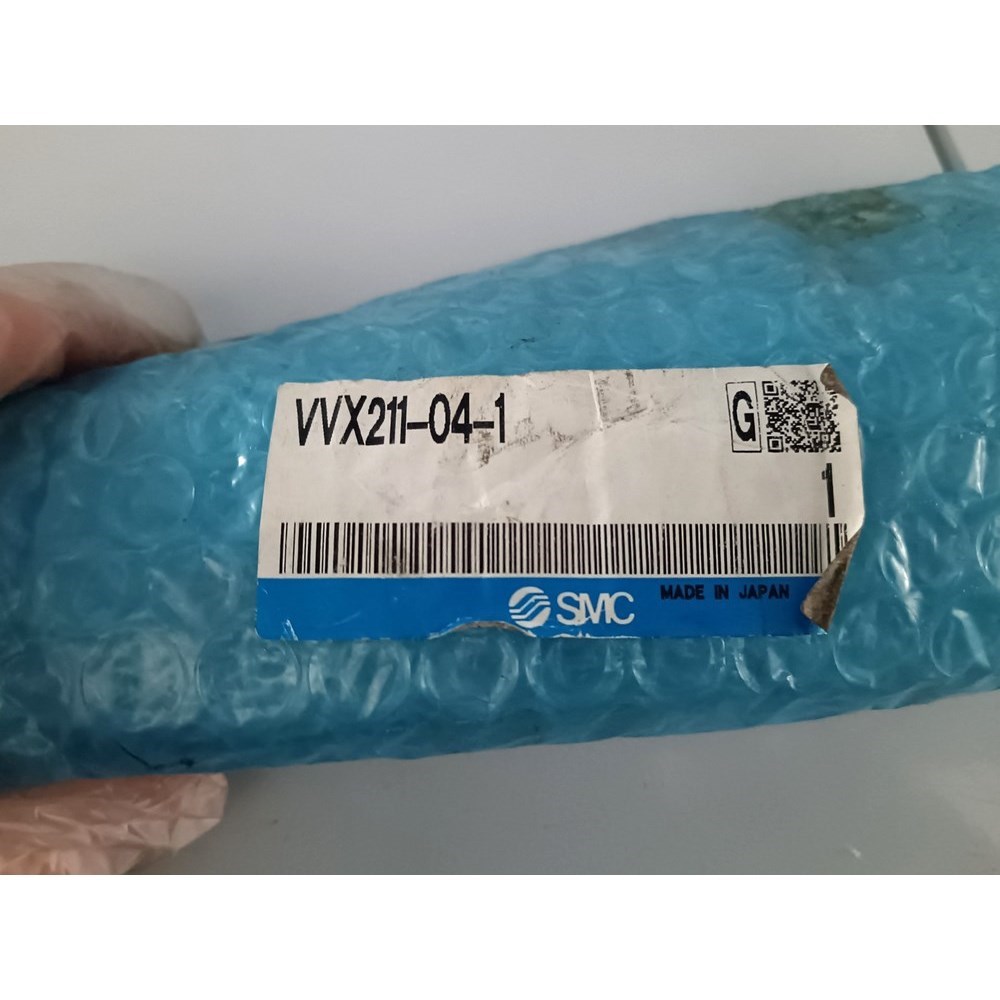 VVX211-04-1
G
1
SMC
MADE IN JAPAN